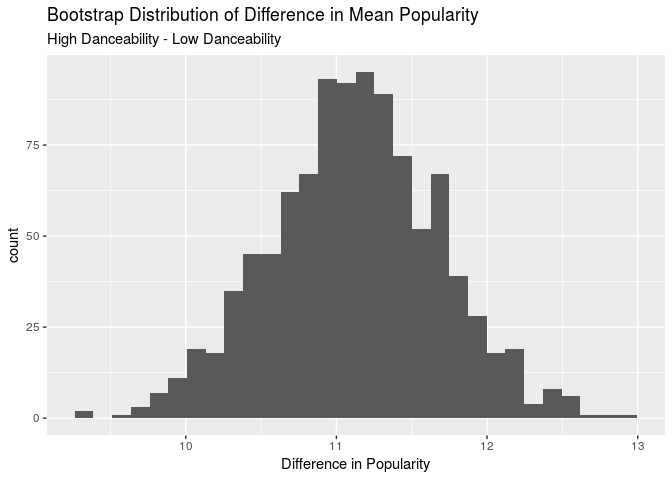 Bootstrap Distribution of Difference in Mean Popularity
High Danceability - Low Danceability
75
50
25
0
count
10
11
12
13
Difference in Popularity